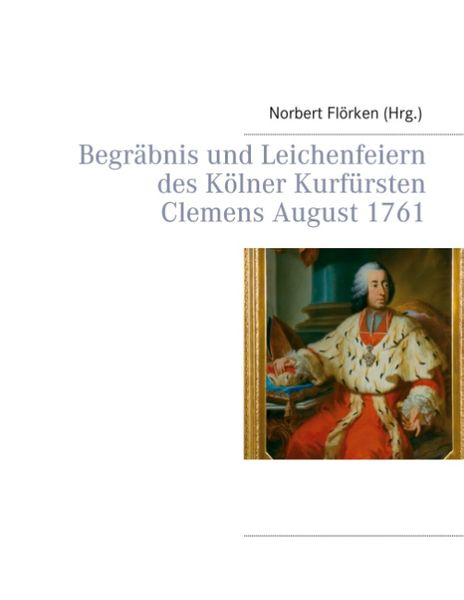 Norbert Flörken (Hrg.)
Begräbnis und Leichenfeiern
des Kölner Kurfürsten
Clemens August 1761